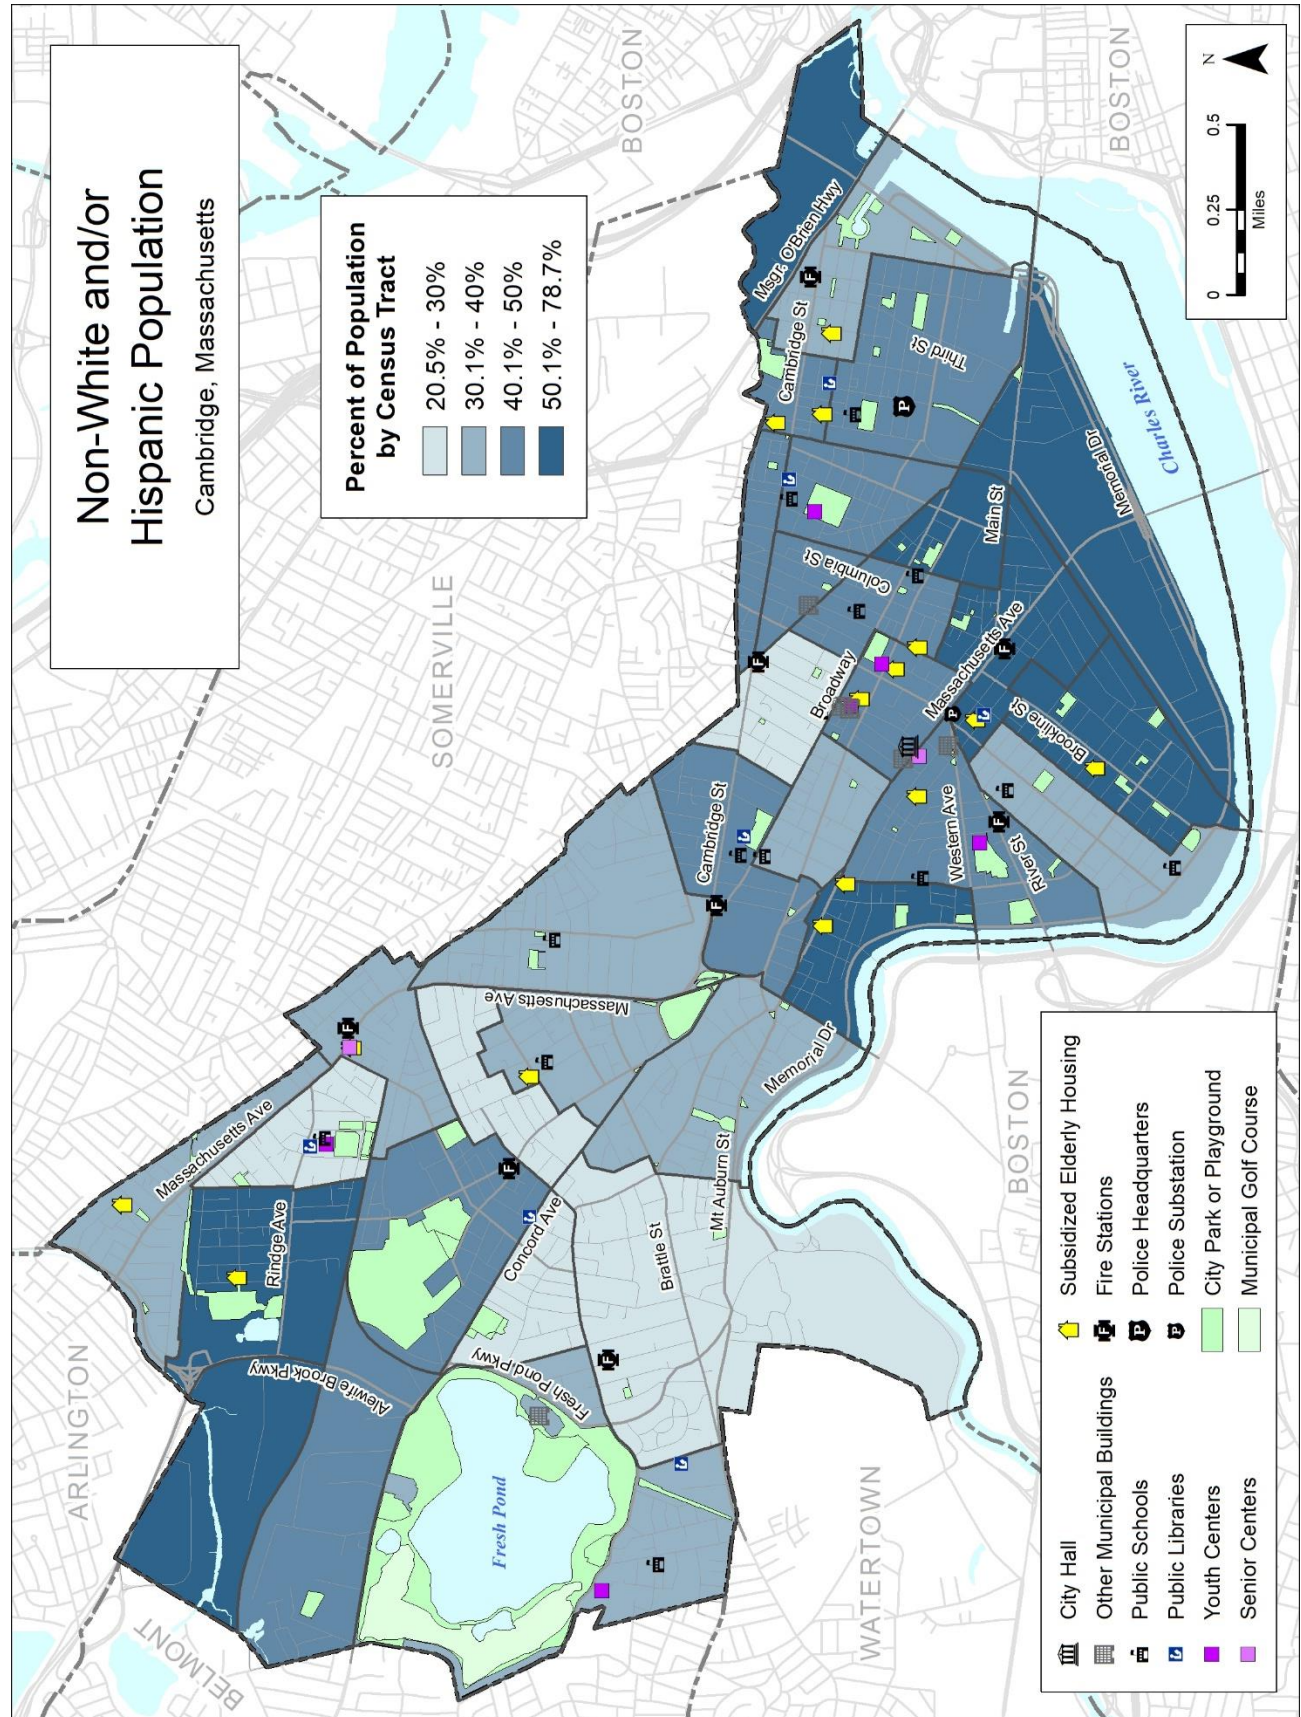 Non-White and/or
Hispanic Population
Cambridge, Massachusetts
Percent of Population
by Census Tract
20.5% - 30%
30.1% - 40%
40.1% - 50%
50.1% - 78.7%
ARLINGTON
BELMONT
SOMERVILLE
BOSTON
BOSTON
BOSTON
WATERTOWN
Massachusetts Ave
Rindge Ave
Alewife Brook Pkwy
Fresh Pond
Fresh Pond Pkwy
Concord Ave
Brattle St
Mt Auburn St
Massachusetts Ave
Memorial Dr
Cambridge St
Broadway
Columbia St
Cambridge St
Msgr. O'Brien Hwy
Third St
Main St
Massachusetts Ave
Western Ave
River St
Brookline St
Memorial Dr
Charles River
City Hall
Other Municipal Buildings
Public Schools
Public Libraries
Youth Centers
Senior Centers
Subsidized Elderly Housing
F Fire Stations
P Police Headquarters
P Police Substation
City Park or Playground
Municipal Golf Course
N
0 0.25 0.5
Miles